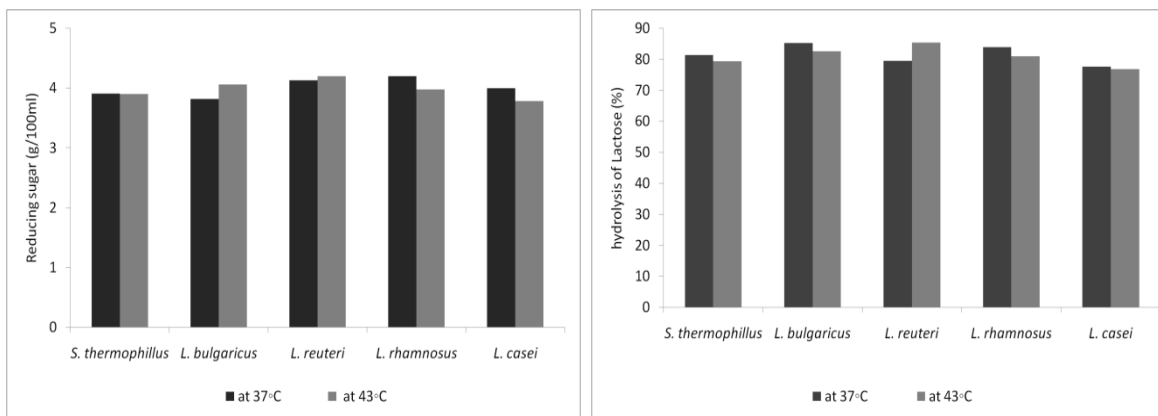 Reducing sugar (g/100ml)
5
4
3
2
1
0
S. thermophillus L. bulgaricus L. reuteri L. rhamnosus L. casei
at 37◦C at 43◦C
hydrolysis of Lactose (%)
90
80
70
60
50
40
30
20
10
0
S. thermophillus L. bulgaricus L. reuteri L. rhamnosus L. casei
at 37◦C at 43◦C